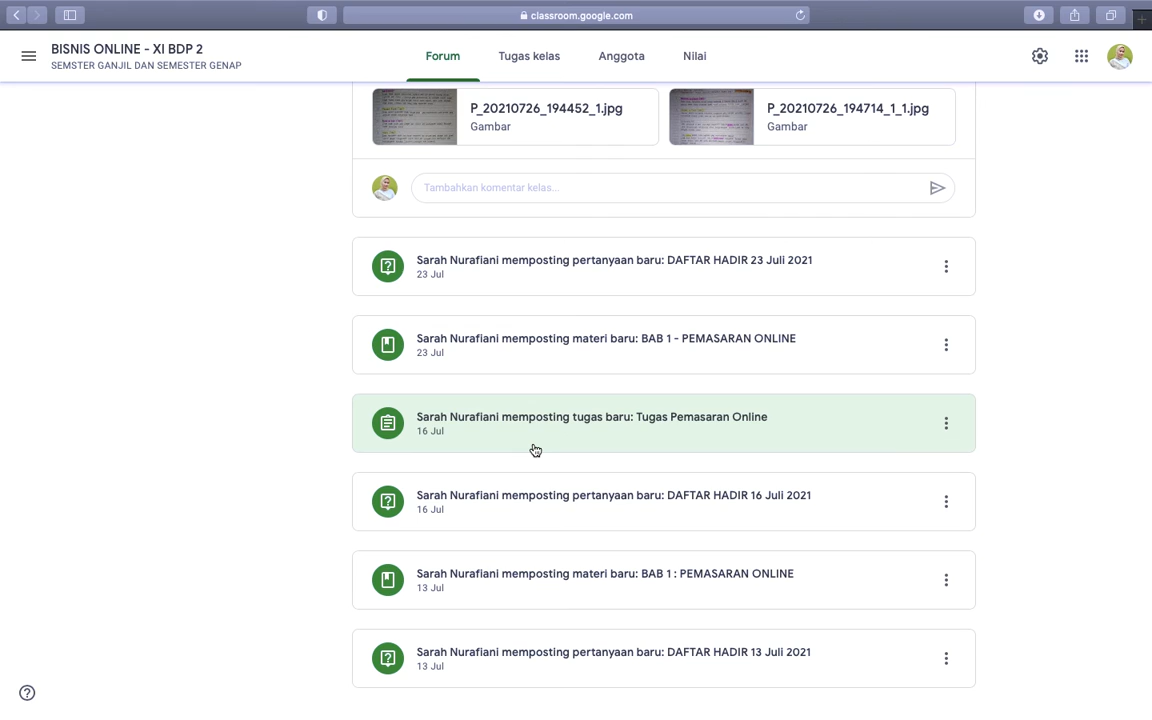 classroom.google.com
BISNIS ONLINE - XI BDP 2
SEMSTER GANJIL DAN SEMESTER GENAP
Forum
Tugas kelas
Anggota
Nilai
P_20210726_194452_1.jpg
Gambar
P_20210726_194714_1_1.jpg
Gambar
Tambahkan komentar kelas...
Sarah Nurafiani memposting pertanyaan baru: DAFTAR HADIR 23 Juli 2021
23 Jul
Sarah Nurafiani memposting materi baru: BAB 1 - PEMASARAN ONLINE
23 Jul
Sarah Nurafiani memposting tugas baru: Tugas Pemasaran Online
16 Jul
Sarah Nurafiani memposting pertanyaan baru: DAFTAR HADIR 16 Juli 2021
16 Jul
Sarah Nurafiani memposting materi baru: BAB 1 : PEMASARAN ONLINE
13 Jul
Sarah Nurafiani memposting pertanyaan baru: DAFTAR HADIR 13 Juli 2021
13 Jul